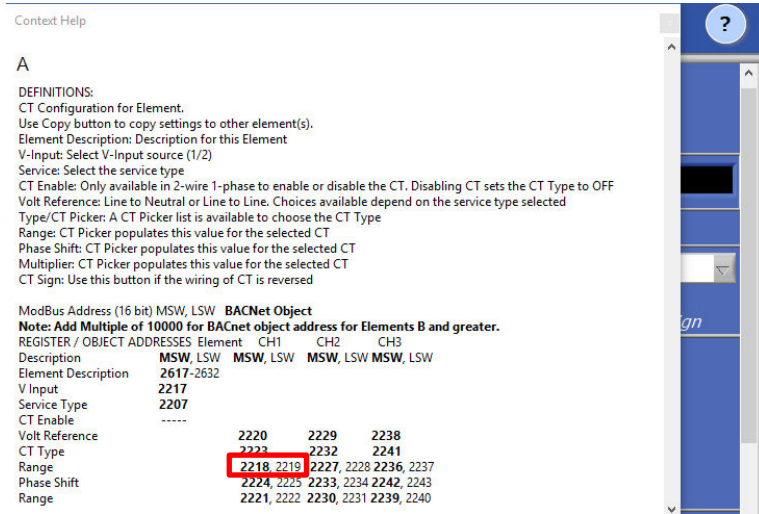 Context Help
?
A
DEFINITIONS:
CT Configuration for Element.
Use Copy button to copy settings to other element(s).
Element Description: Description for this Element
V-Input: Select V-Input source (1/2)
Service: Select the service type
CT Enable: Only available in 2-wire 1-phase to enable or disable the CT. Disabling CT sets the CT Type to OFF
Volt Reference: Line to Neutral or Line to Line. Choices available depend on the service type selected
Type/CT Picker: A CT Picker list is available to choose the CT Type
Range: CT Picker populates this value for the selected CT
Phase Shift: CT Picker populates this value for the selected CT
Multiplier: CT Picker populates this value for the selected CT
CT Sign: Use this button if the wiring of CT is reversed
ign
ModBus Address (16 bit) MSW, LSW BACNet Object
Note: Add Multiple of 10000 for BACnet object address for Elements B and greater.
REGISTER / OBJECT ADDRESSES Element CH1 CH2 CH3
Description MSW, LSW MSW, LSW MSW, LSW MSW, LSW
Element Description 2617-2632
V Input 2217
Service Type 2207
CT Enable -----
Volt Reference 2220 2229 2238
CT Type 2223 2232 2241
Range 2218, 2219 2227, 2228 2236, 2237
Phase Shift 2224, 2225 2233, 2234 2242, 2243
Range 2221, 2222 2230, 2231 2239, 2240